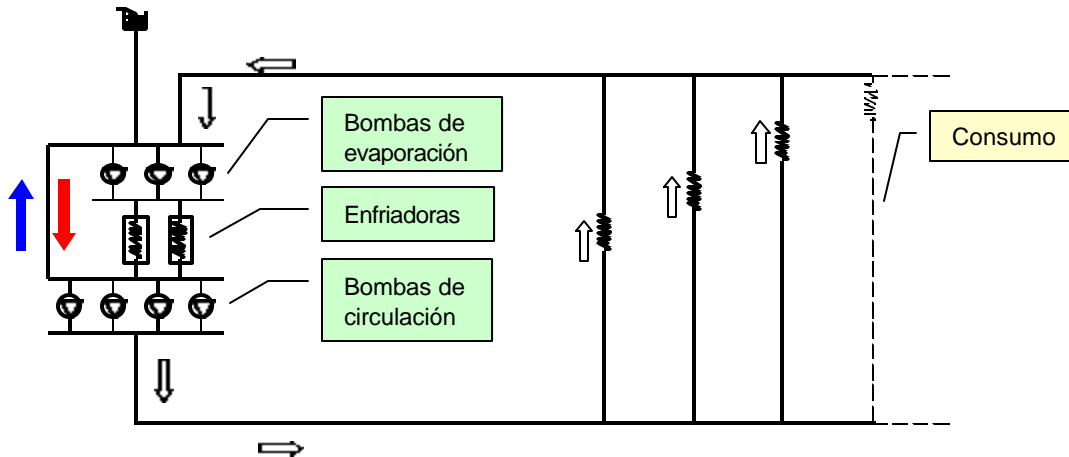 Bombas de
evaporación
Consumo
Enfriadoras
Bombas de
circulación